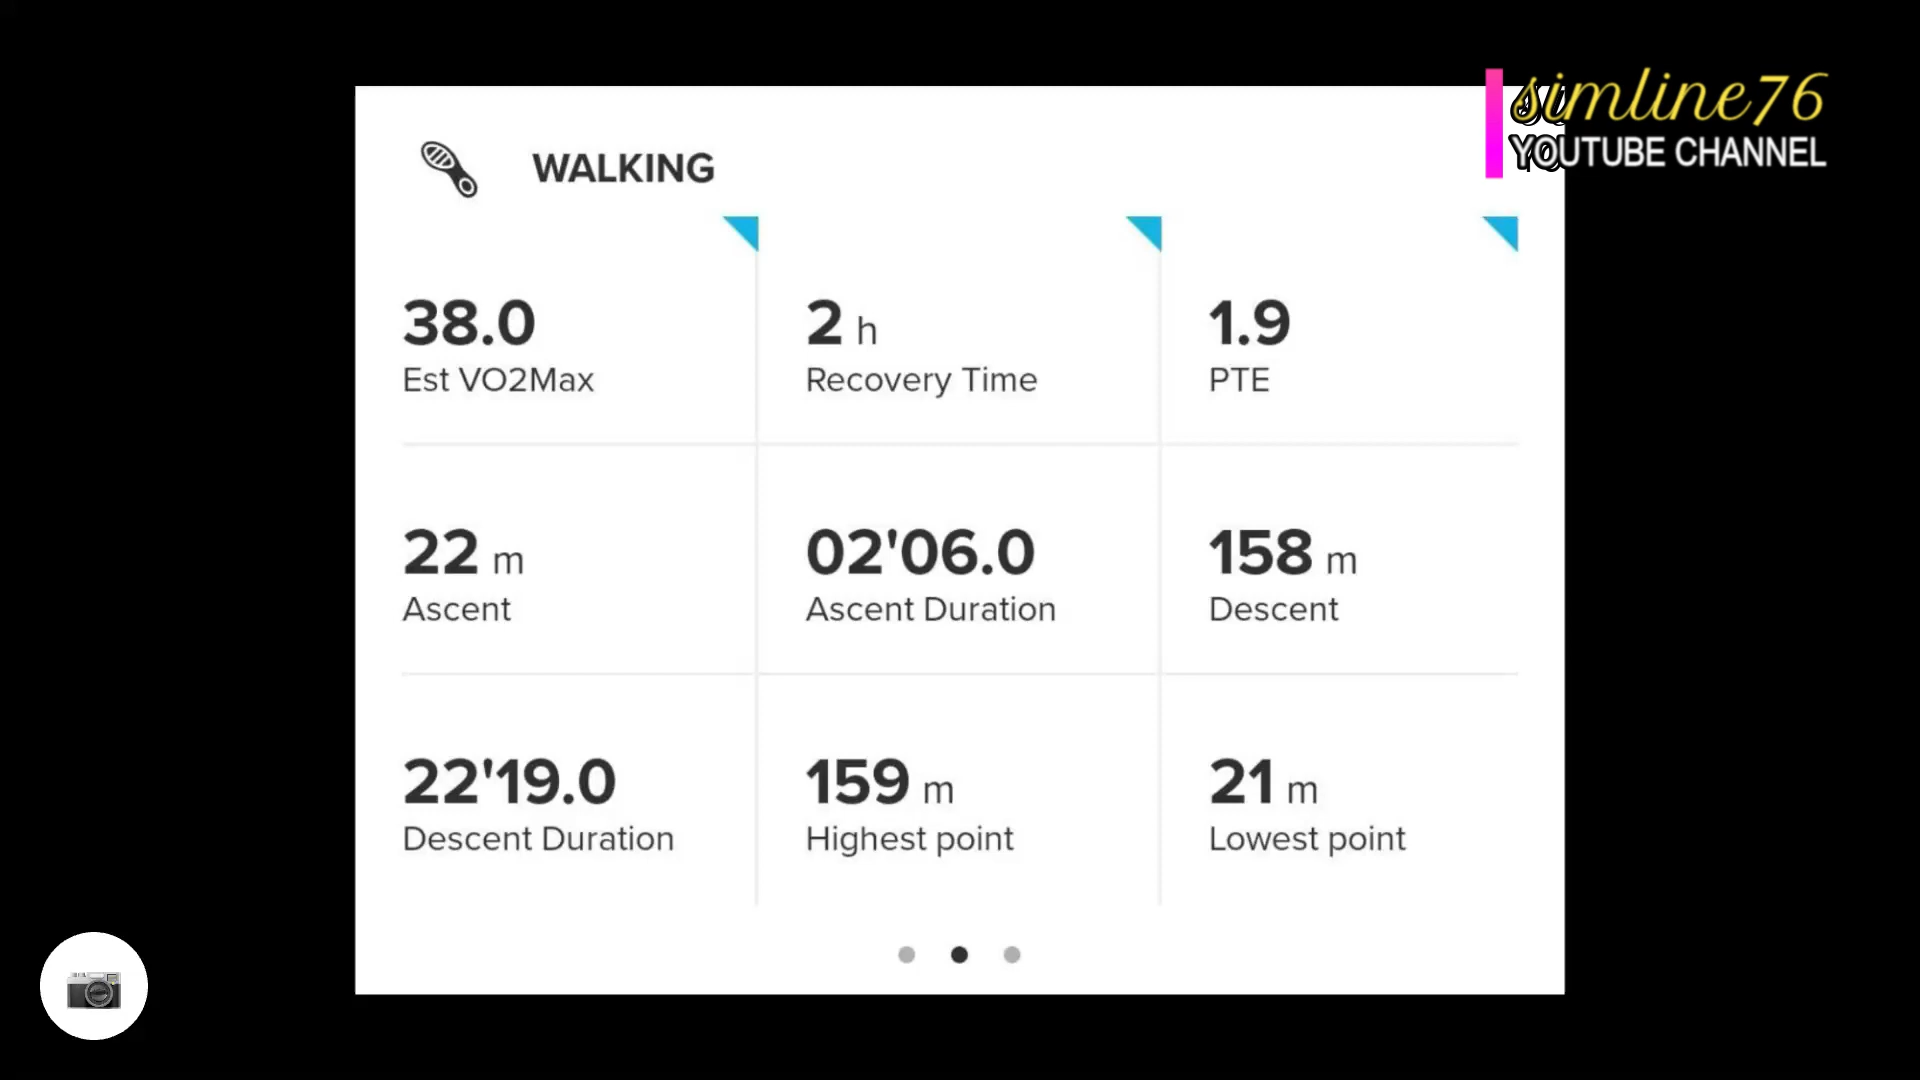 simline76
YOUTUBE CHANNEL
WALKING
38.0
Est VO2Max
2 h
Recovery Time
1.9
PTE
22 m
Ascent
02'06.0
Ascent Duration
158 m
Descent
22'19.0
Descent Duration
159 m
Highest point
21 m
Lowest point